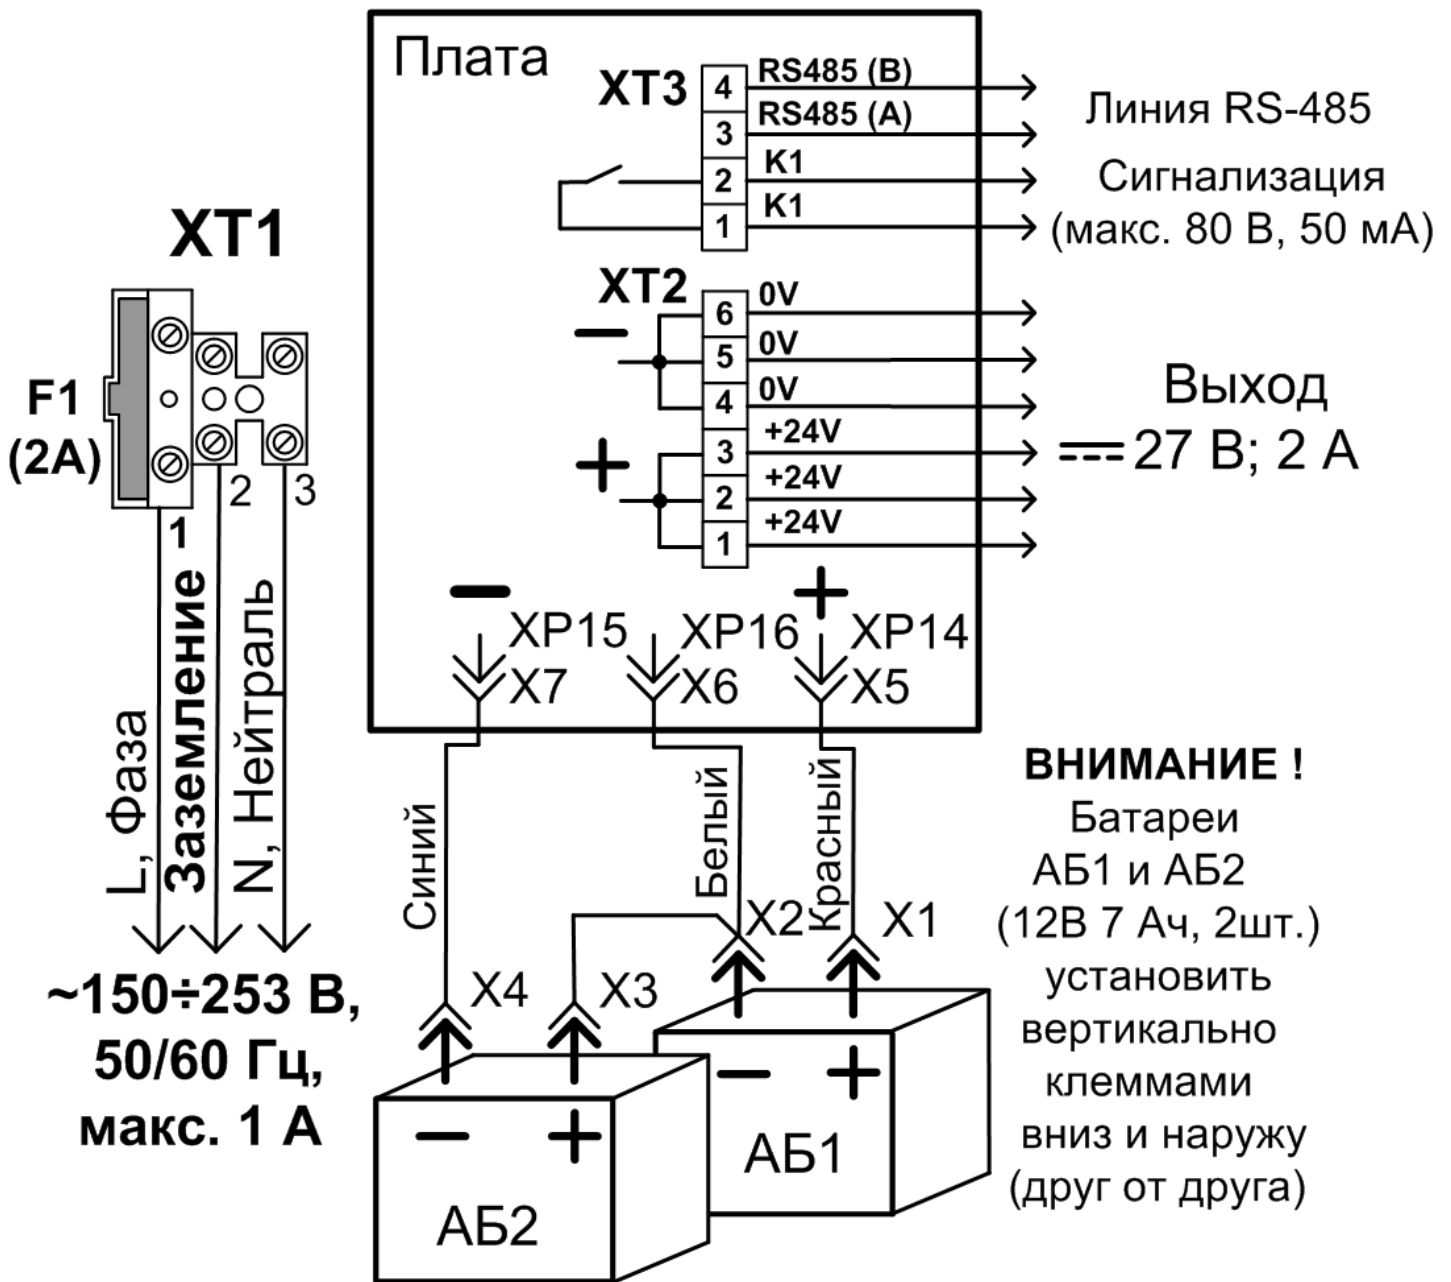 Плата
XT3
4 RS485 (B)
3 RS485 (A)
2 K1
1 K1
Линия RS-485
Сигнализация
(макс. 80 В, 50 мА)
XT2
6 0V
5 0V
4 0V
3 +24V
2 +24V
1 +24V
Выход
27 В; 2 А
XT1
F1
(2A)
1
2
3
L, Фаза
Заземление
N, Нейтраль
~150÷253 В,
50/60 Гц,
макс. 1 А
XP15
X7
XP16
X6
XP14
X5
Синий
Белый
Красный
X4
X3
X2
X1
АБ2
АБ1
ВНИМАНИЕ !
Батареи
АБ1 и АБ2
(12В 7 Ач, 2шт.)
установить
вертикально
клеммами
вниз и наружу
(друг от друга)